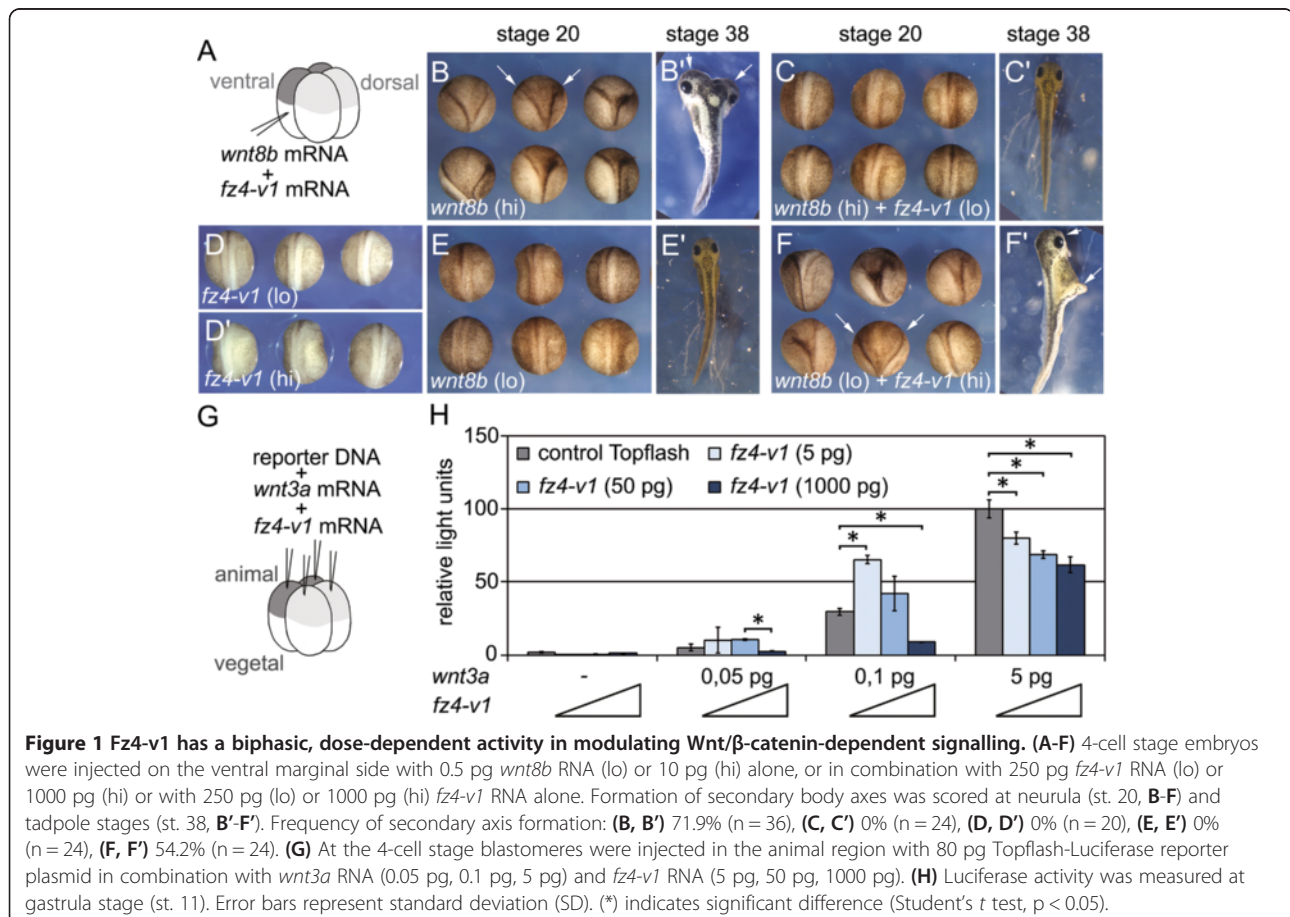 stage 20
stage 38
stage 20
stage 38
A
ventral
dorsal
wnt8b mRNA
+
fz4-v1 mRNA
B
wnt8b (hi)
B'
C
wnt8b (hi) + fz4-v1 (lo)
C'
D
fz4-v1 (lo)
D'
fz4-v1 (hi)
E
wnt8b (lo)
E'
F
wnt8b (lo) + fz4-v1 (hi)
F'
G
reporter DNA
+
wnt3a mRNA
+
fz4-v1 mRNA
animal
vegetal
H
150
100
50
0
relative light units
control Topflash
fz4-v1 (5 pg)
fz4-v1 (50 pg)
fz4-v1 (1000 pg)
*
*
*
*
*
*
wnt3a - 0,05 pg 0,1 pg 5 pg
fz4-v1
Figure 1 Fz4-v1 has a biphasic, dose-dependent activity in modulating Wnt/β-catenin-dependent signalling. (A-F) 4-cell stage embryos
were injected on the ventral marginal side with 0.5 pg wnt8b RNA (lo) or 10 pg (hi) alone, or in combination with 250 pg fz4-v1 RNA (lo) or
1000 pg (hi) or with 250 pg (lo) or 1000 pg (hi) fz4-v1 RNA alone. Formation of secondary body axes was scored at neurula (st. 20, B-F) and
tadpole stages (st. 38, B'-F'). Frequency of secondary axis formation: (B, B') 71.9% (n = 36), (C, C') 0% (n = 24), (D, D') 0% (n = 20), (E, E') 0%
(n = 24), (F, F') 54.2% (n = 24). (G) At the 4-cell stage blastomeres were injected in the animal region with 80 pg Topflash-Luciferase reporter
plasmid in combination with wnt3a RNA (0.05 pg, 0.1 pg, 5 pg) and fz4-v1 RNA (5 pg, 50 pg, 1000 pg). (H) Luciferase activity was measured at
gastrula stage (st. 11). Error bars represent standard deviation (SD). (*) indicates significant difference (Student's t test, p < 0.05).